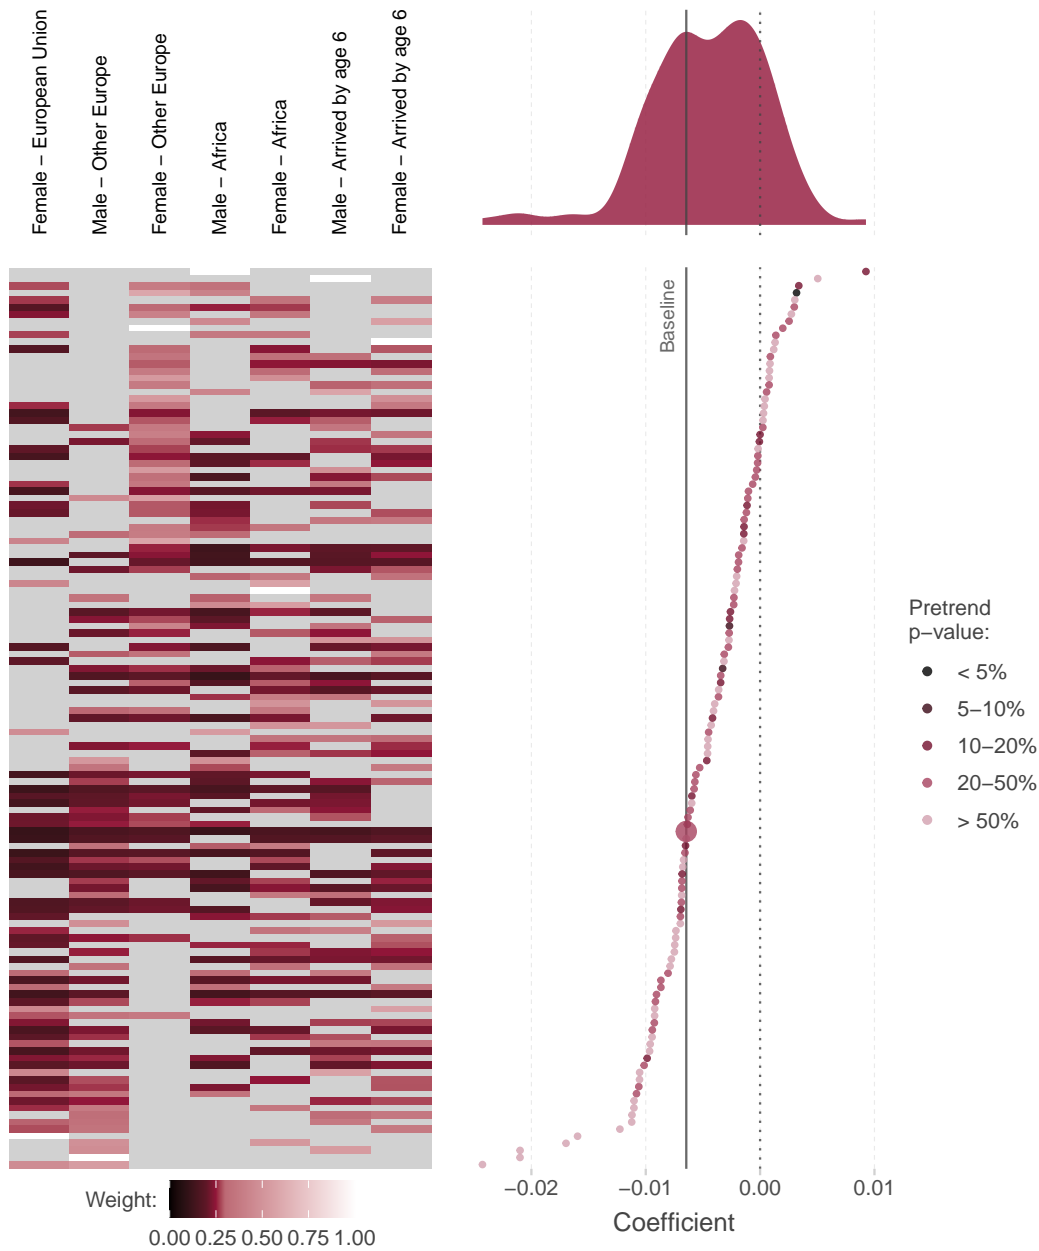 Female − European Union
Male − Other Europe
Female − Other Europe
Male − Africa
Female − Africa
Male − Arrived by age 6
Female − Arrived by age 6
Baseline
Pretrend
p−value:
< 5%
5−10%
10−20%
20−50%
> 50%
Weight:
0.00 0.25 0.50 0.75 1.00
−0.02 −0.01 0.00 0.01
Coefficient